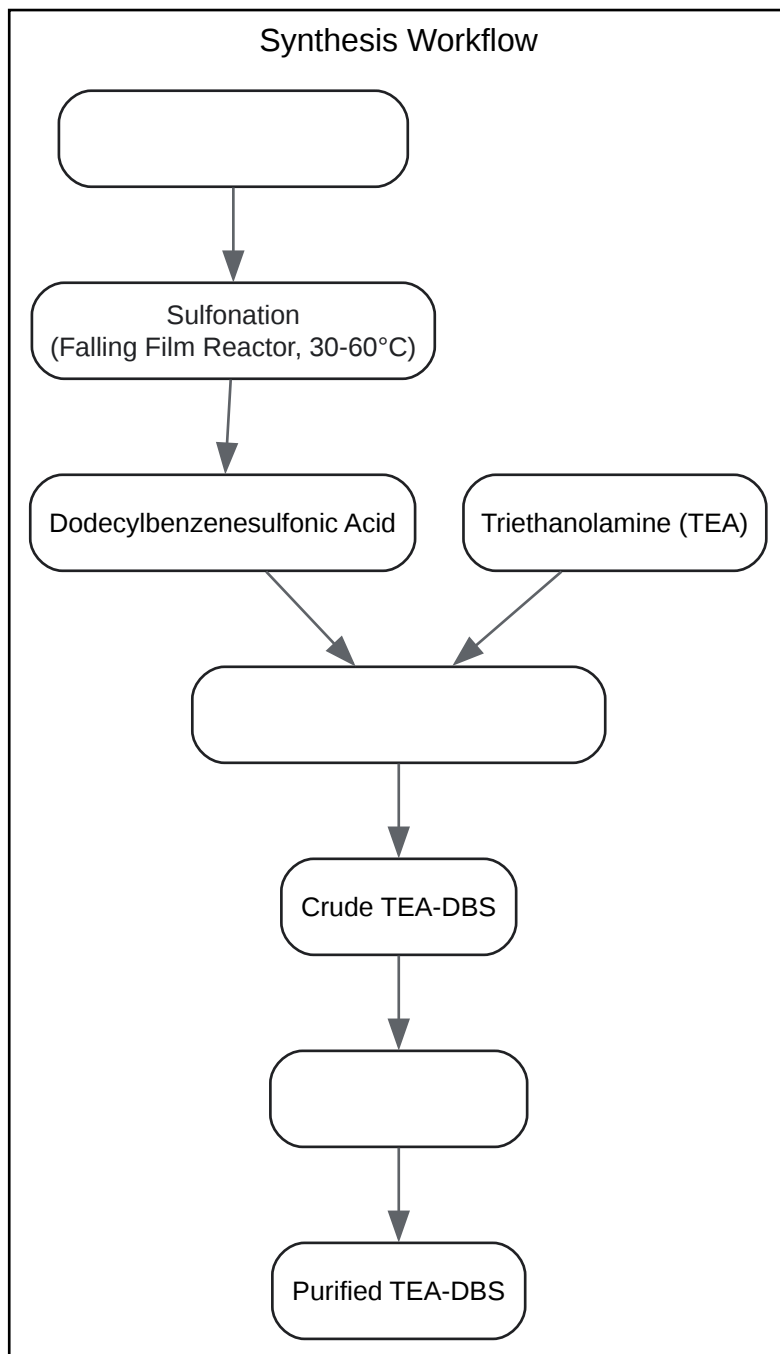 Synthesis Workflow
Sulfonation
(Falling Film Reactor, 30-60°C)
Dodecylbenzenesulfonic Acid
Triethanolamine (TEA)
Crude TEA-DBS
Purified TEA-DBS